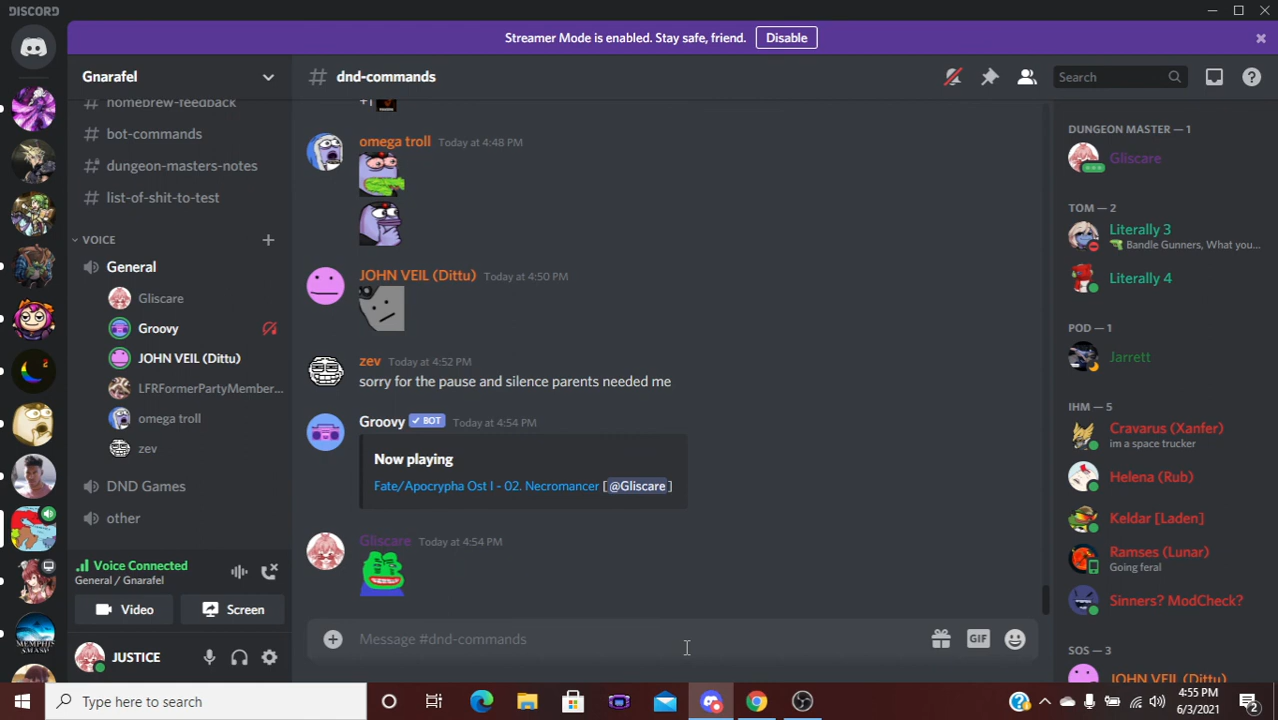 DISCORD
Streamer Mode is enabled. Stay safe, friend.
Disable
Gnarafel
# dnd-commands
Search
homebrew-feedback
# bot-commands
# dungeon-masters-notes
# list-of-shit-to-test
VOICE
General
Gliscare
Groovy
JOHN VEIL (Dittu)
LFRFormerPartyMember...
omega troll
zev
DND Games
other
Voice Connected
General / Gnarafel
Video
Screen
JUSTICE
+1
omega troll Today at 4:48 PM
JOHN VEIL (Dittu) Today at 4:50 PM
zev Today at 4:52 PM
sorry for the pause and silence parents needed me
Groovy ✓ BOT Today at 4:54 PM
Now playing
Fate/Apocrypha Ost I - 02. Necromancer [ @Gliscare ]
Gliscare Today at 4:54 PM
Message #dnd-commands
GIF
DUNGEON MASTER — 1
Gliscare
TOM — 2
Literally 3
Bandle Gunners, What you...
Literally 4
POD — 1
Jarrett
IHM — 5
Cravarus (Xanfer)
im a space trucker
Helena (Rub)
Keldar [Laden]
Ramses (Lunar)
Going feral
Sinners? ModCheck?
SOS — 3
JOHN VEIL (Dittu)
Type here to search
4:55 PM
6/3/2021
2